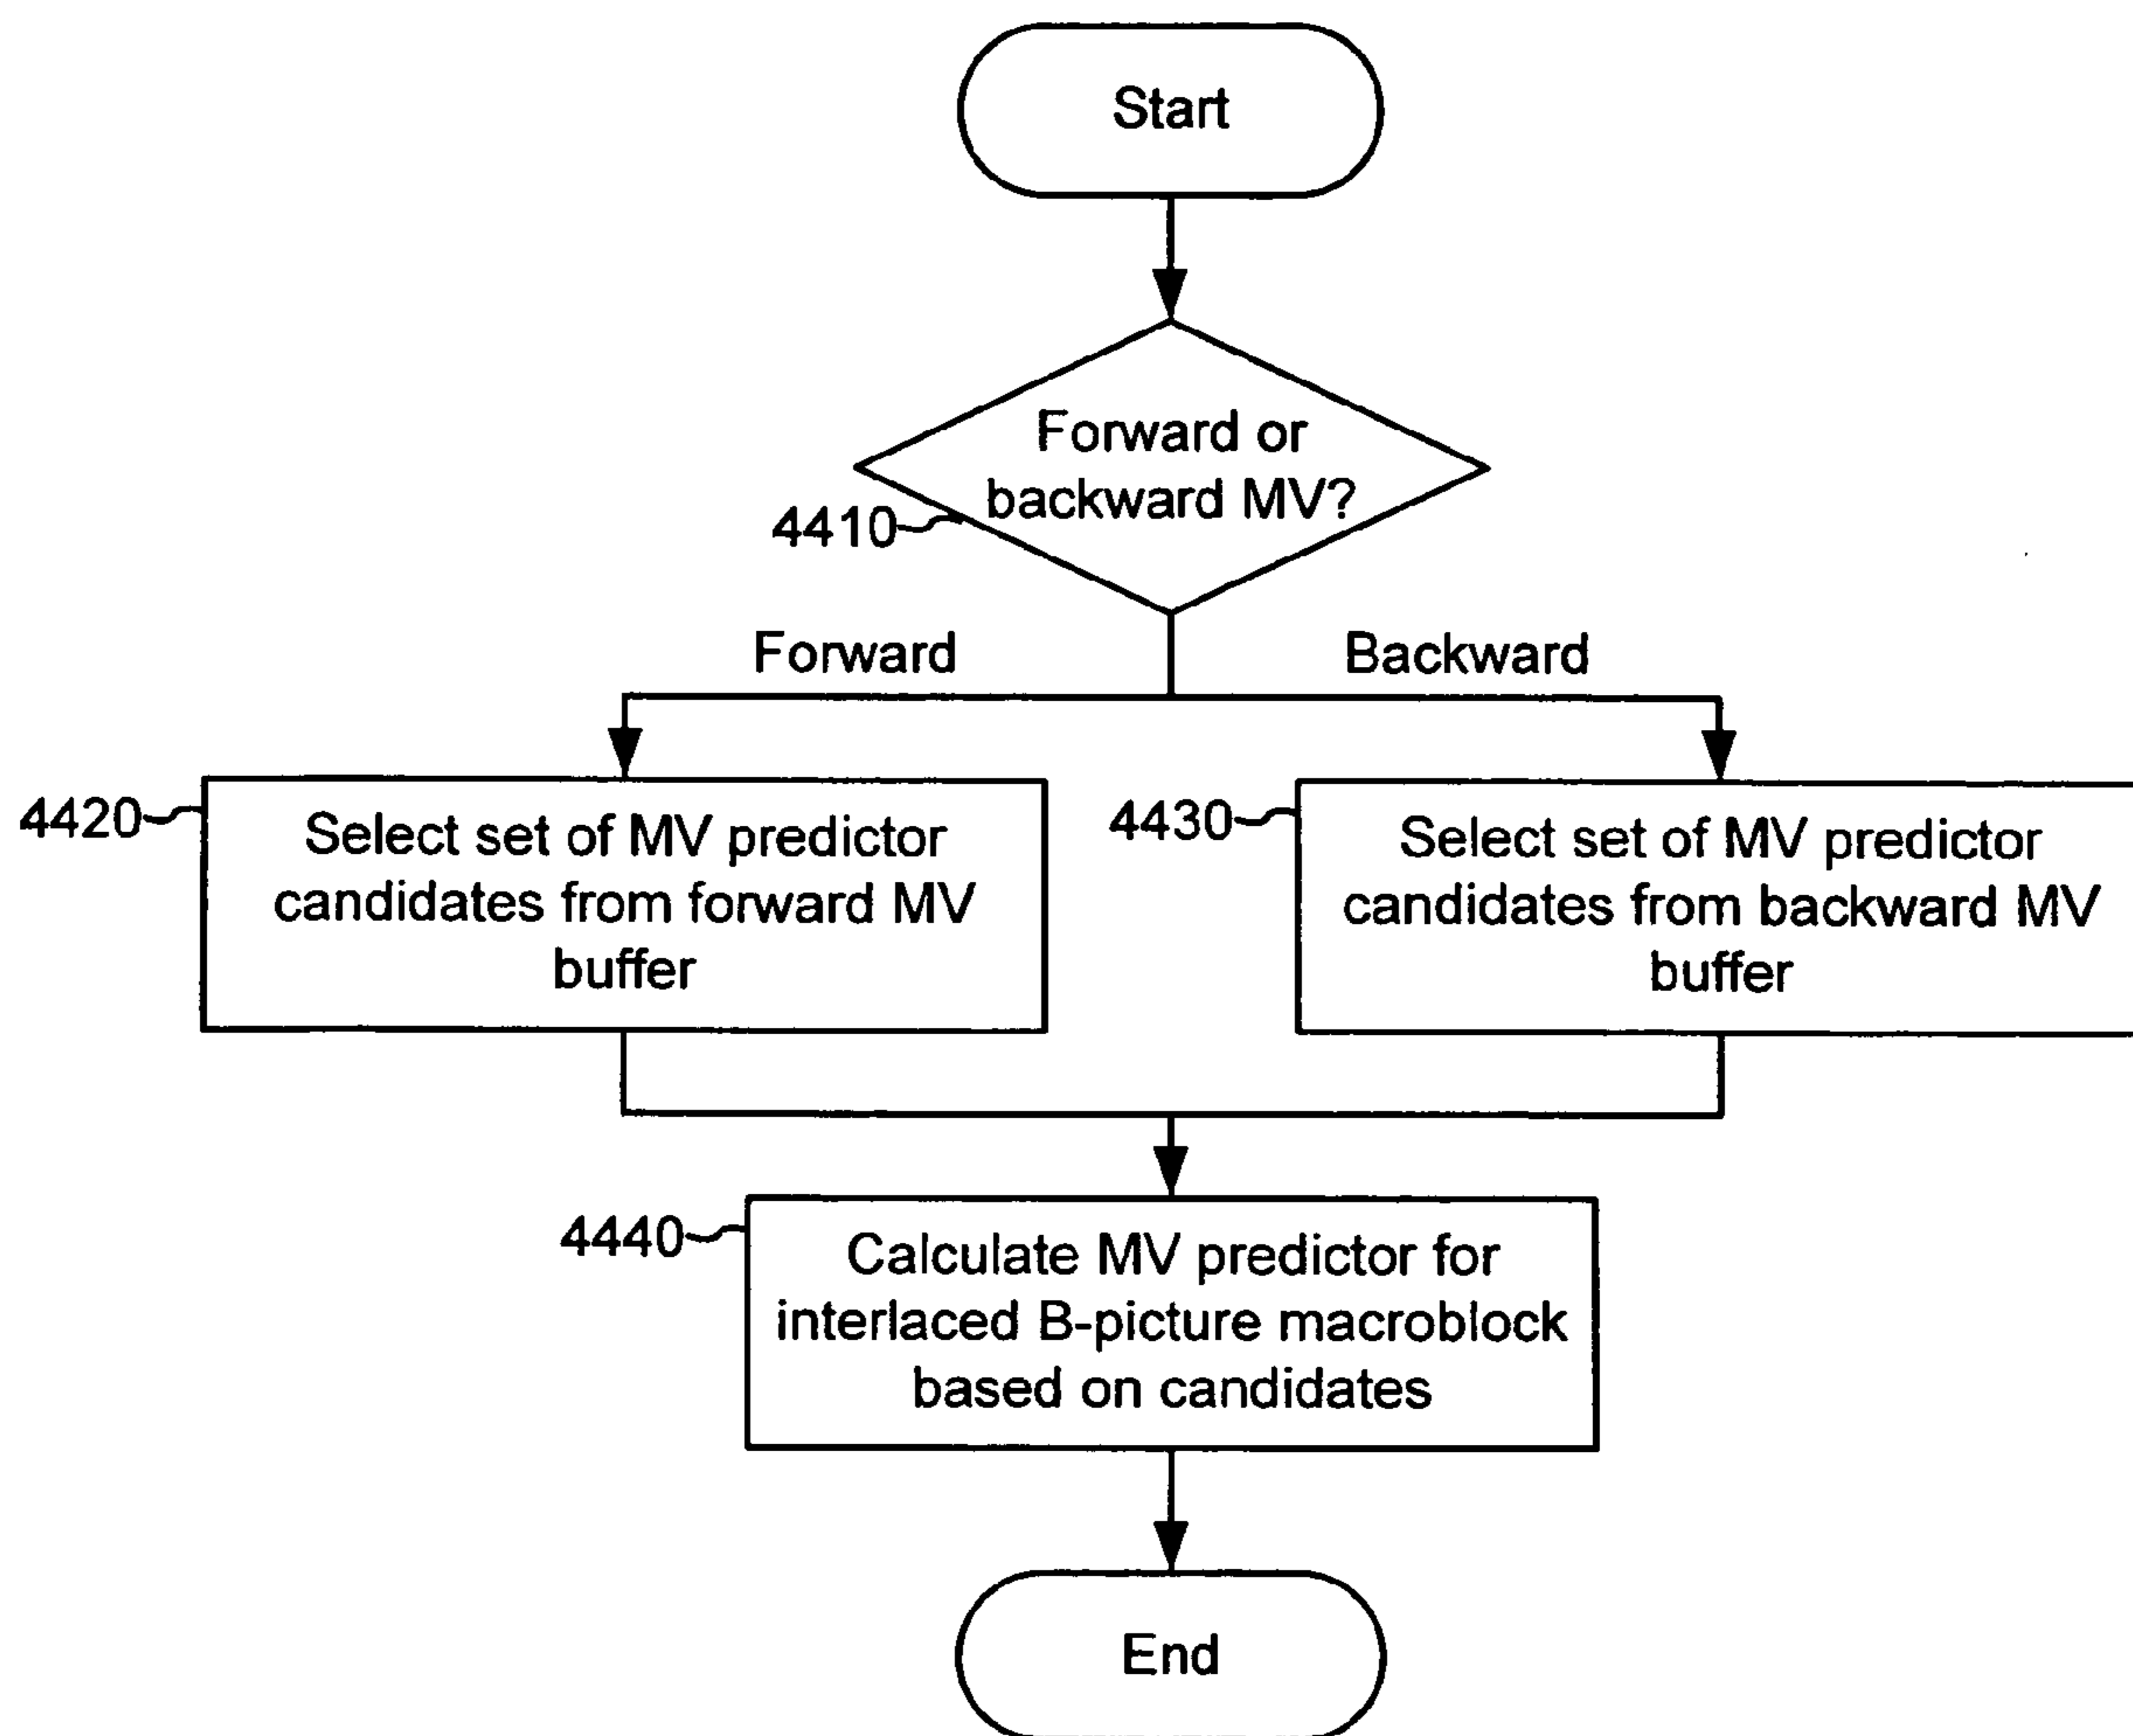 Start
Forward or
backward MV?
4410
Forward
Backward
4420
Select set of MV predictor
candidates from forward MV
buffer
4430
Select set of MV predictor
candidates from backward MV
buffer
4440
Calculate MV predictor for
interlaced B-picture macroblock
based on candidates
End